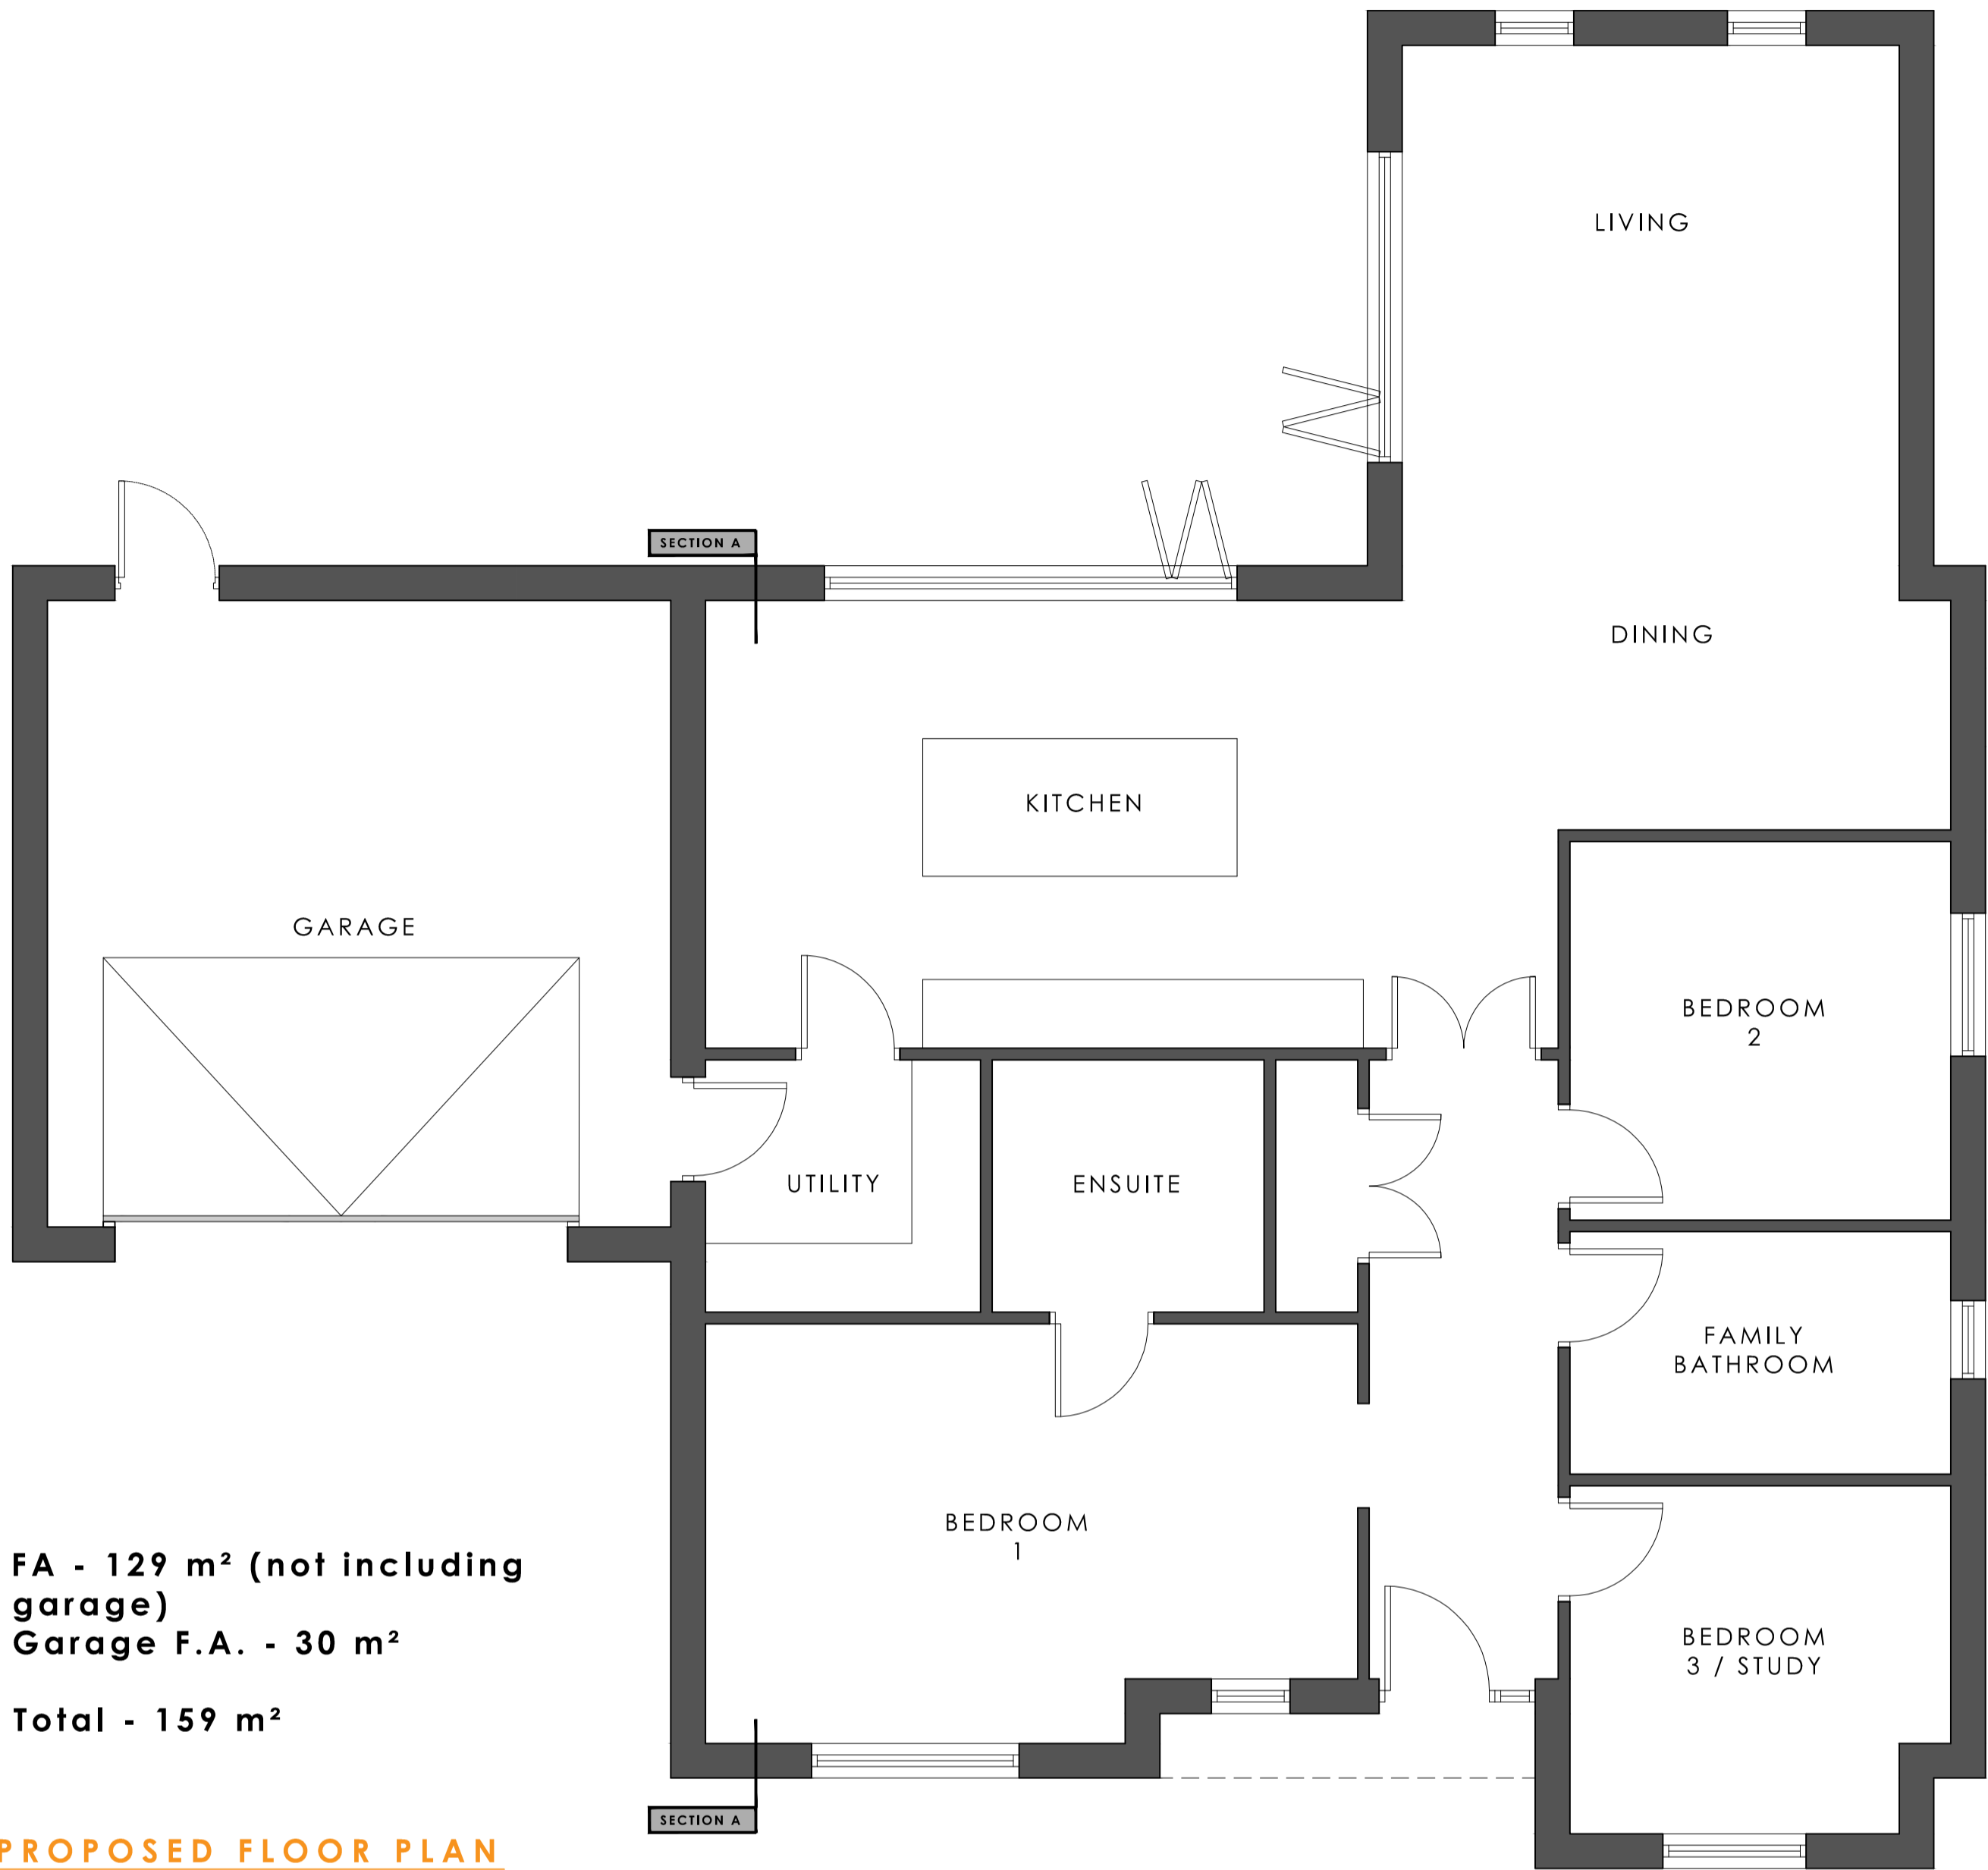 LIVING
SECTION A
DINING
KITCHEN
GARAGE
BEDROOM
2
UTILITY
ENSUITE
FAMILY
BATHROOM
BEDROOM
1
BEDROOM
3 / STUDY
FA - 129 m² (not including
garage)
Garage F.A. - 30 m²
Total - 159 m²
SECTION A
PROPOSED FLOOR PLAN